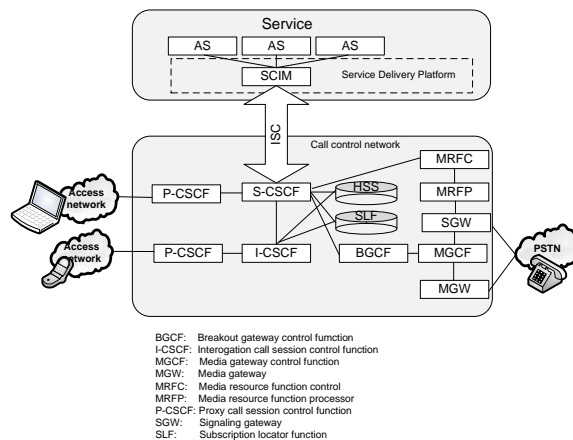 Service
AS AS AS
SCIM
Service Delivery Platform
ISC
Call control network
MRFC
Access network
P-CSCF
S-CSCF
HSS
MRFP
SLF
SGW
Access network
P-CSCF
I-CSCF
BGCF
MGCF
PSTN
MGW
BGCF: Breakout gateway control function
I-CSCF: Interogation call session control function
MGCF: Media gateway control function
MGW: Media gateway
MRFC: Media resource function control
MRFP: Media resource function processor
P-CSCF: Proxy call session control function
SGW: Signaling gateway
SLF: Subscription locator function